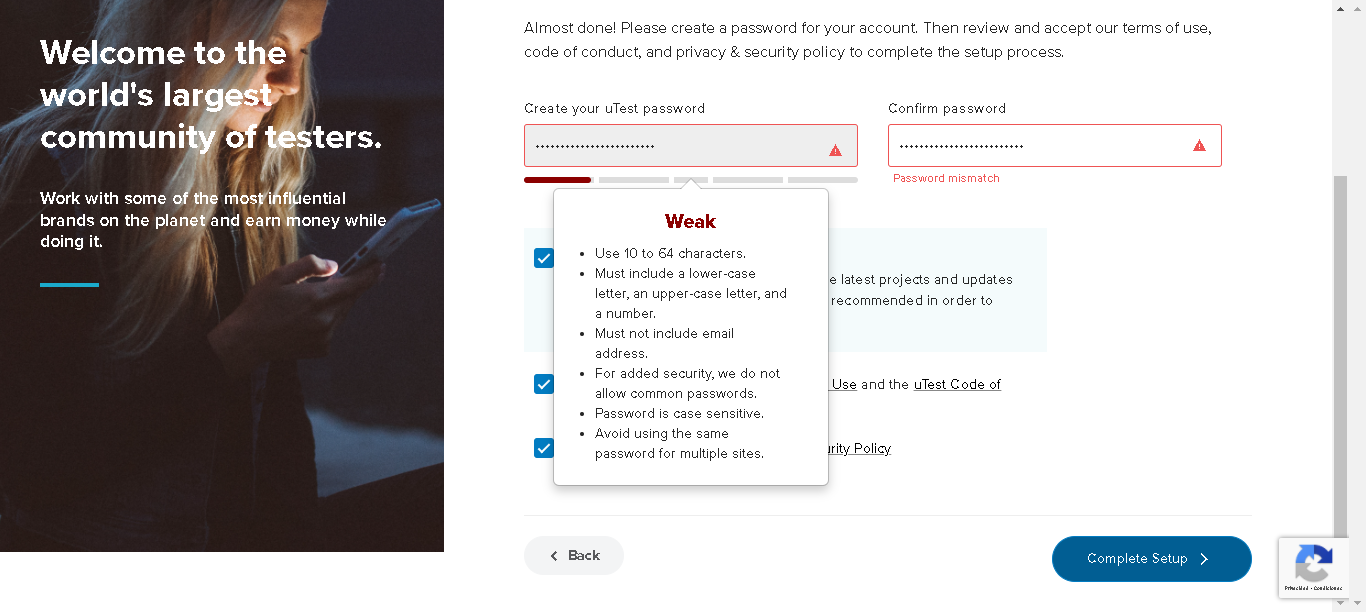 Welcome to the
world's largest
community of testers.
Work with some of the most influential
brands on the planet and earn money while
doing it.
Almost done! Please create a password for your account. Then review and accept our terms of use,
code of conduct, and privacy & security policy to complete the setup process.
Create your uTest password
Confirm password
Password mismatch
Weak
Use 10 to 64 characters.
Must include a lower-case
letter, an upper-case letter, and
a number.
Must not include email
address.
For added security, we do not
allow common passwords.
Password is case sensitive.
Avoid using the same
password for multiple sites.
latest projects and updates
recommended in order to
Use and the uTest Code of
Policy
Back
Complete Setup
Privacidad - Condiciones